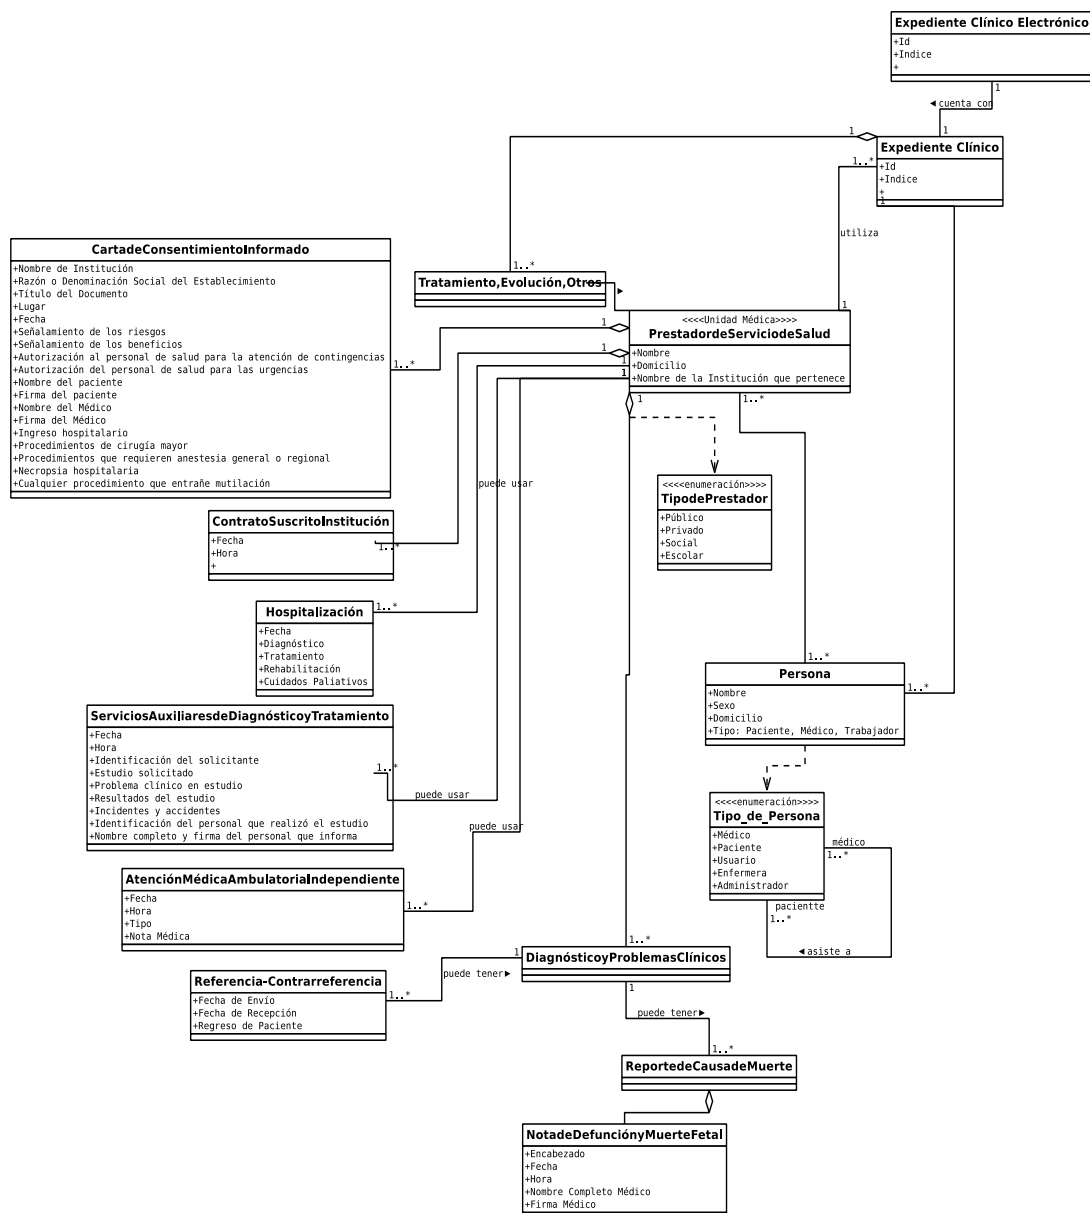 Expediente Clínico Electrónico
+Id
+Indice
+
1
cuenta con
1
Expediente Clínico
+Id
+Indice
+
1
1
1..*
utiliza
1
1..*
Tratamiento,Evolución,Otros
CartadeConsentimientoInformado
+Nombre de Institución
+Razón o Denominación Social del Establecimiento
+Título del Documento
+Lugar
+Fecha
+Señalamiento de los riesgos
+Señalamiento de los beneficios
+Autorización al personal de salud para la atención de contingencias
+Autorización del personal de salud para las urgencias
+Nombre del paciente
+Firma del paciente
+Nombre del Médico
+Firma del Médico
+Ingreso hospitalario
+Procedimientos de cirugía mayor
+Procedimientos que requieren anestesia general o regional
+Necropsia hospitalaria
+Cualquier procedimiento que entrañe mutilación
1..*
1
1
1
1
1
<<<<Unidad Médica>>>>
PrestadordeServiciodeSalud
+Nombre
+Domicilio
+Nombre de la Institución que pertenece
1..*
<<<<enumeración>>>>
TipodePrestador
+Público
+Privado
+Social
+Escolar
puede usar
ContratoSuscritoInstitución
+Fecha
+Hora
+
1..*
Hospitalización
+Fecha
+Diagnóstico
+Tratamiento
+Rehabilitación
+Cuidados Paliativos
1..*
1..*
Persona
+Nombre
+Sexo
+Domicilio
+Tipo: Paciente, Médico, Trabajador
1..*
ServiciosAuxiliaresdeDiagnósticoyTratamiento
+Fecha
+Hora
+Identificación del solicitante
+Estudio solicitado
+Problema clínico en estudio
+Resultados del estudio
+Incidentes y accidentes
+Identificación del personal que realizó el estudio
+Nombre completo y firma del personal que informa
1..*
puede usar
puede usar
<<<<enumeración>>>>
Tipo_de_Persona
+Médico
+Paciente
+Usuario
+Enfermera
+Administrador
médico
1..*
pacientte
1..*
asiste a
AtenciónMédicaAmbulatoriaIndependiente
+Fecha
+Hora
+Tipo
+Nota Médica
1..*
1..*
DiagnósticoyProblemasClínicos
1
puede tener
1
Referencia-Contrarreferencia
+Fecha de Envío
+Fecha de Recepción
+Regreso de Paciente
1..*
puede tener
1..*
ReportedeCausadeMuerte
NotadeDefunciónyMuerteFetal
+Encabezado
+Fecha
+Hora
+Nombre Completo Médico
+Firma Médico